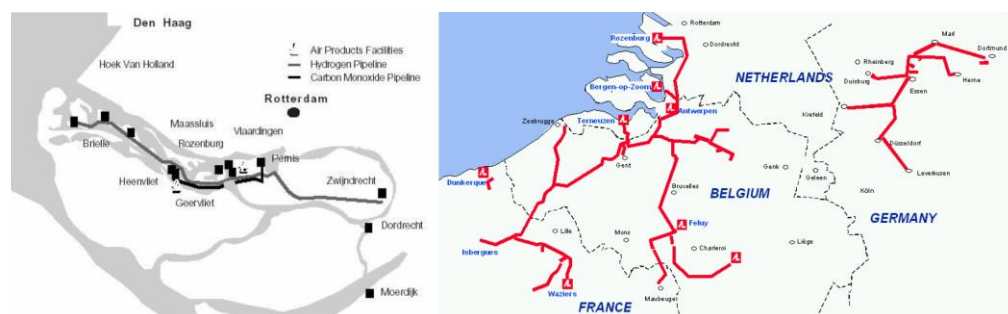 Den Haag
Hoek Van Holland
Air Products Facilities
Hydrogen Pipeline
Carbon Monoxide Pipeline
Rotterdam
Maassluis
Vlaardingen
Rozenburg
Pernis
Brielle
Heenvliet
Geervliet
Zwijndrecht
Dordrecht
Moerdijk
Rotterdam
Rozenburg
Dordrecht
NETHERLANDS
Marl
Dortmund
Rheinberg
Duisburg
Herne
Essen
Bergen-op-Zoom
Antwerpen
Zeebrugge
Terneuzen
Krefeld
Düsseldorf
Gent
Genk
Geleen
Leverkusen
Dunkerque
Bruxelles
BELGIUM
Köln
GERMANY
Lille
Mons
Feluy
Charleroi
Liège
Isbergues
Waziers
Maubeugel
FRANCE